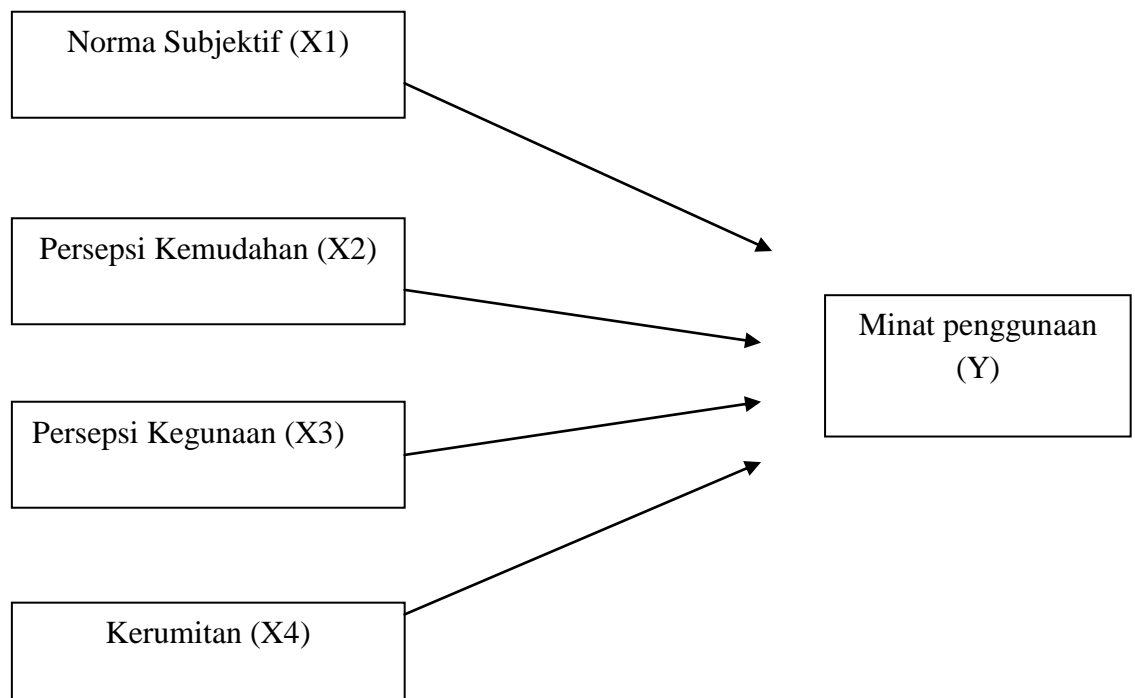 Norma Subjektif (X1)
Persepsi Kemudahan (X2)
Persepsi Kegunaan (X3)
Kerumitan (X4)
Minat penggunaan
(Y)